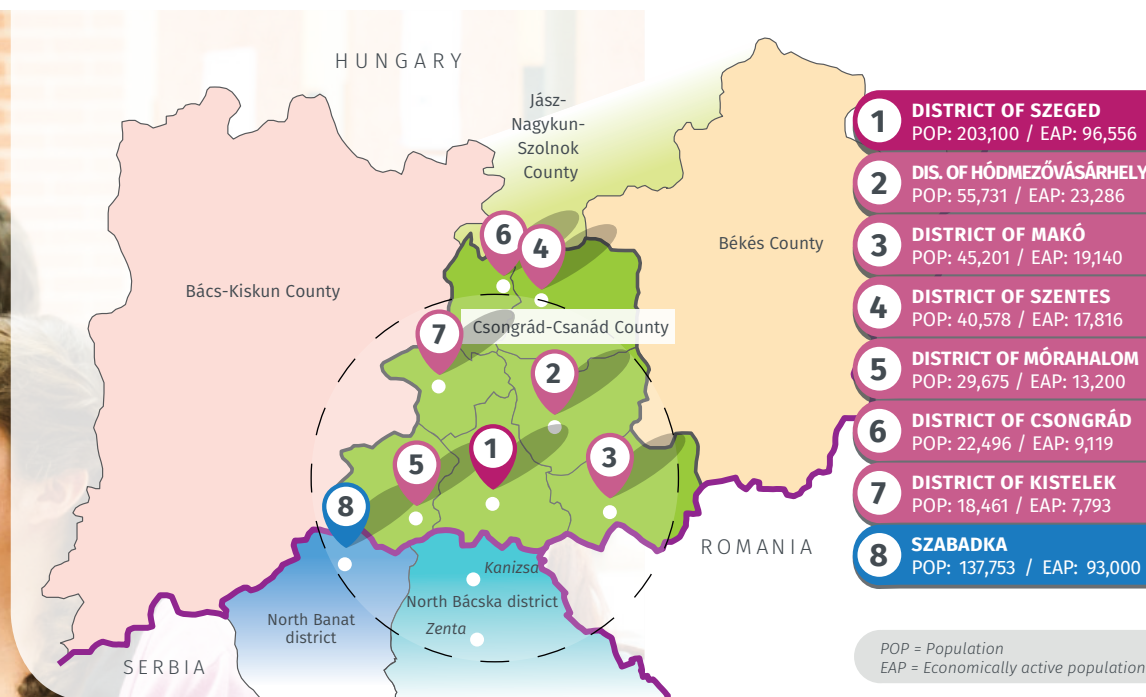 HUNGARY
Jász-
Nagykun-
Szolnok
County
Békés County
Bács-Kiskun County
Csongrád-Csanád County
6
4
7
2
1
5
3
8
ROMANIA
Kanizsa
North Bácska district
Zenta
North Banat
district
SERBIA
1
DISTRICT OF SZEGED
POP: 203,100 / EAP: 96,556
2
DIS. OF HÓDMEZŐVÁSÁRHELY
POP: 55,731 / EAP: 23,286
3
DISTRICT OF MAKÓ
POP: 45,201 / EAP: 19,140
4
DISTRICT OF SZENTES
POP: 40,578 / EAP: 17,816
5
DISTRICT OF MÓRAHALOM
POP: 29,675 / EAP: 13,200
6
DISTRICT OF CSONGRÁD
POP: 22,496 / EAP: 9,119
7
DISTRICT OF KISTELEK
POP: 18,461 / EAP: 7,793
8
SZABADKA
POP: 137,753 / EAP: 93,000
POP = Population
EAP = Economically active population